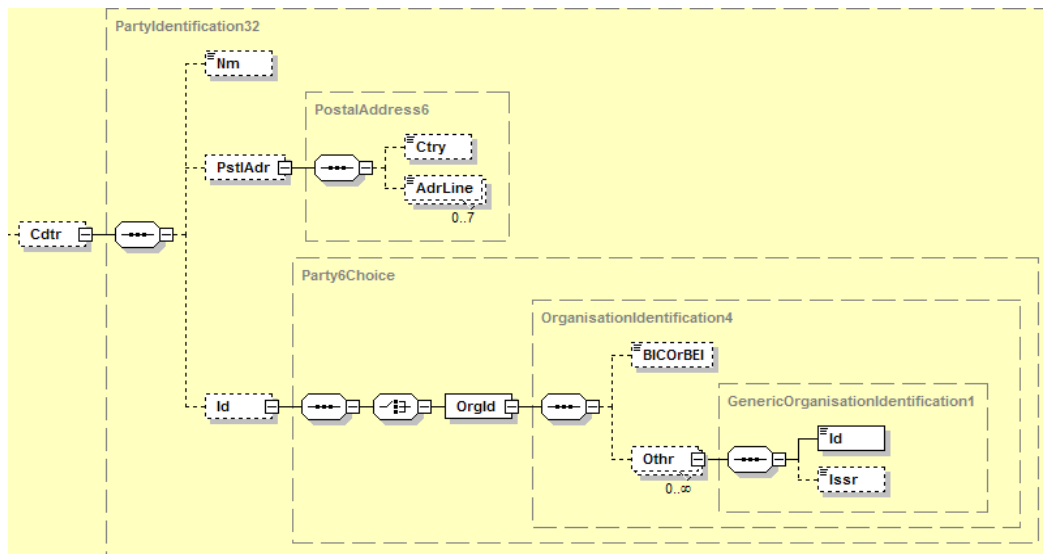 PartyIdentification32
Nm
PostalAddress6
Ctry
PstlAdr
AdrLine
0..7
Cdtr
Party6Choice
OrganisationIdentification4
BICOrBEI
GenericOrganisationIdentification1
Id
OrgId
Id
Othr
0..∞
Issr